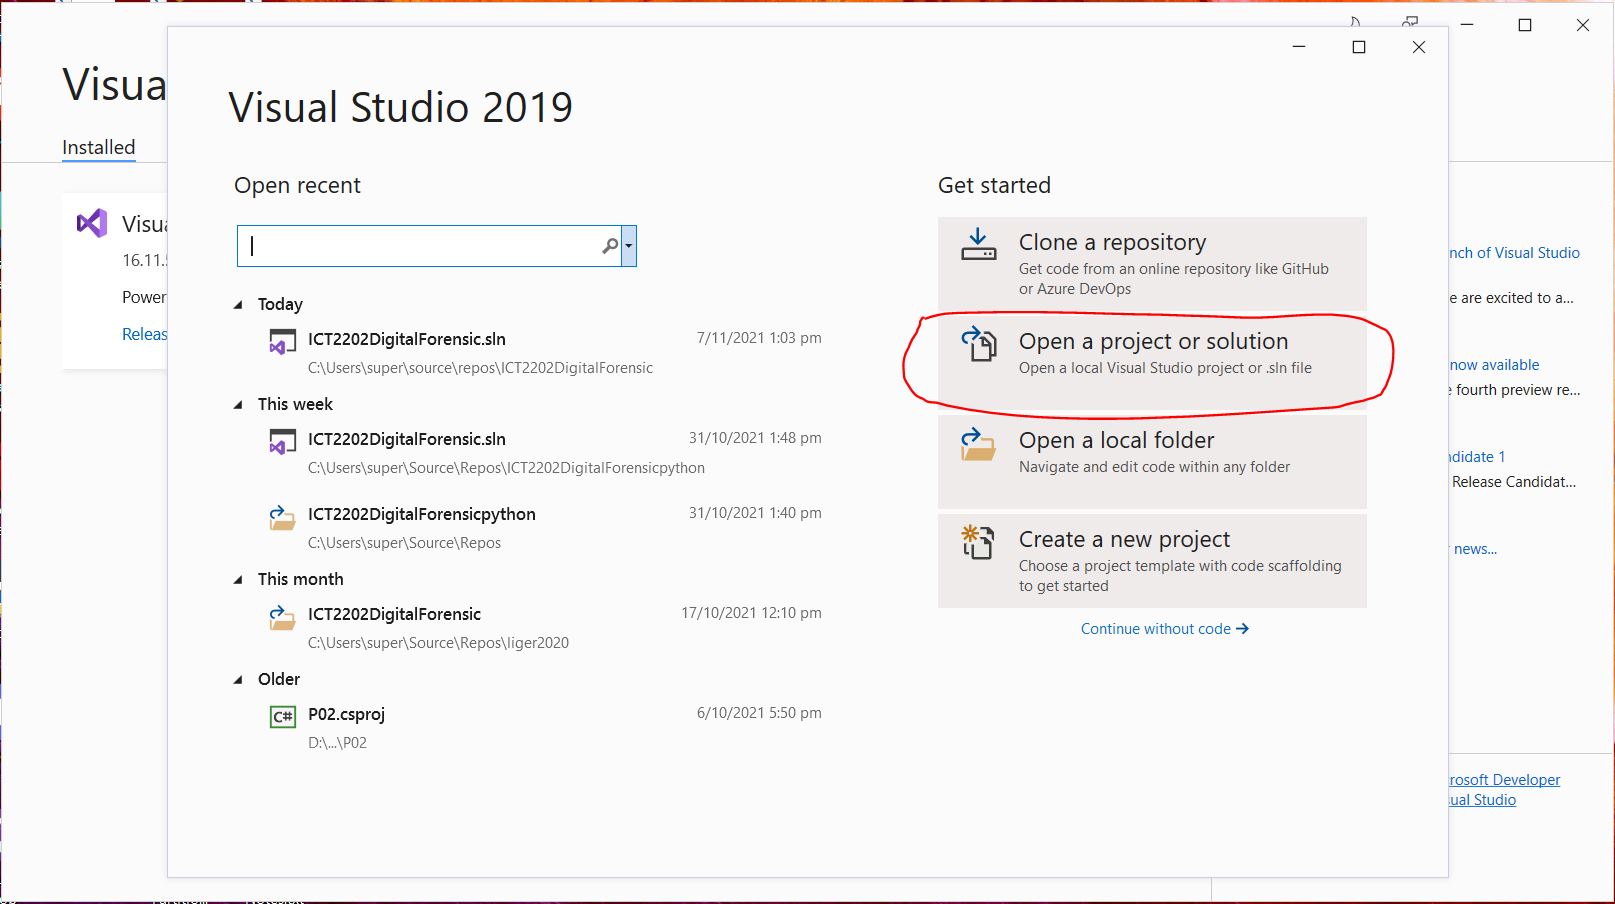 Visua
Installed
Visua
16.11.5
Power
Releas
Visual Studio 2019
Open recent
Today
ICT2202DigitalForensic.sln
7/11/2021 1:03 pm
C:\Users\super\source\repos\ICT2202DigitalForensic
This week
ICT2202DigitalForensic.sln
31/10/2021 1:48 pm
C:\Users\super\Source\Repos\ICT2202DigitalForensicpython
ICT2202DigitalForensicpython
31/10/2021 1:40 pm
C:\Users\super\Source\Repos
This month
ICT2202DigitalForensic
17/10/2021 12:10 pm
C:\Users\super\Source\Repos\liger2020
Older
C# P02.csproj
6/10/2021 5:50 pm
D:\...\P02
Get started
Clone a repository
Get code from an online repository like GitHub
or Azure DevOps
Open a project or solution
Open a local Visual Studio project or .sln file
Open a local folder
Navigate and edit code within any folder
Create a new project
Choose a project template with code scaffolding
to get started
Continue without code
nch of Visual Studio
e are excited to a...
now available
e fourth preview re...
ndidate 1
Release Candidat...
news...
rosoft Developer
sual Studio